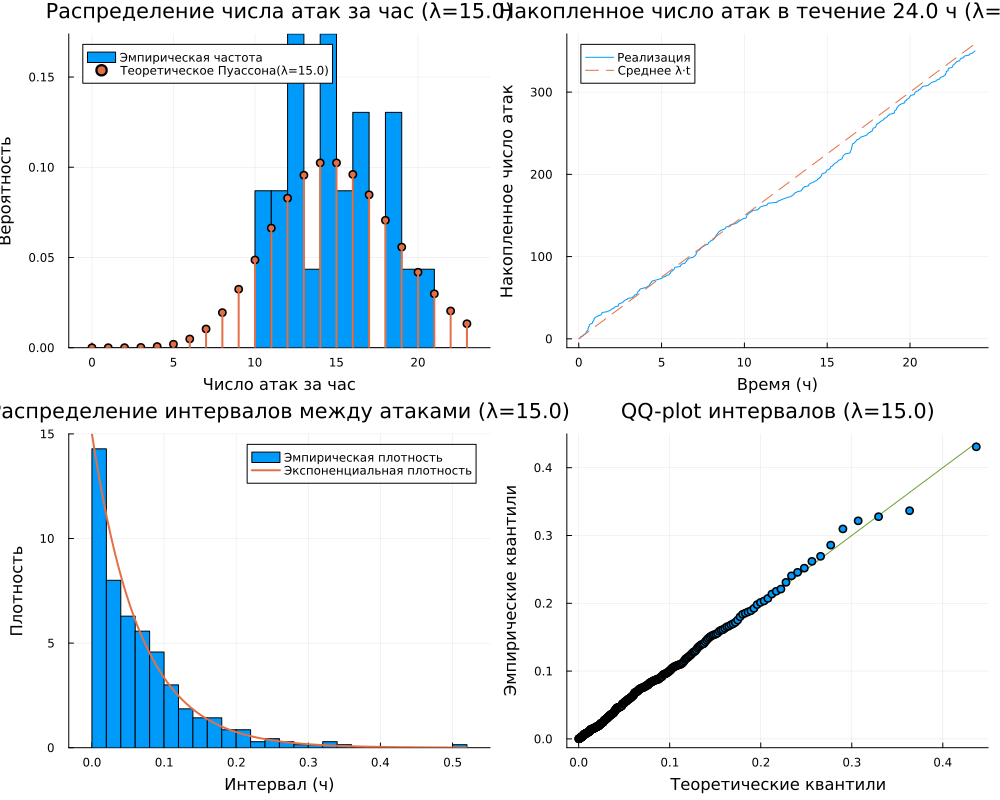 Распределение числа атак за час (λ=15.0)
Накопленное число атак в течение 24.0 ч (λ=
Вероятность
0.15
0.10
0.05
0.00
Эмпирическая частота
Теоретическое Пуассона(λ=15.0)
0 5 10 15 20
Число атак за час
Накопленное число атак
300
200
100
0
Реализация
Среднее λ·t
0 5 10 15 20
Время (ч)
Распределение интервалов между атаками (λ=15.0)
QQ-plot интервалов (λ=15.0)
Плотность
15
10
5
0
Эмпирическая плотность
Экспоненциальная плотность
0.0 0.1 0.2 0.3 0.4 0.5
Интервал (ч)
Эмпирические квантили
0.4
0.3
0.2
0.1
0.0
0.0 0.1 0.2 0.3 0.4
Теоретические квантили